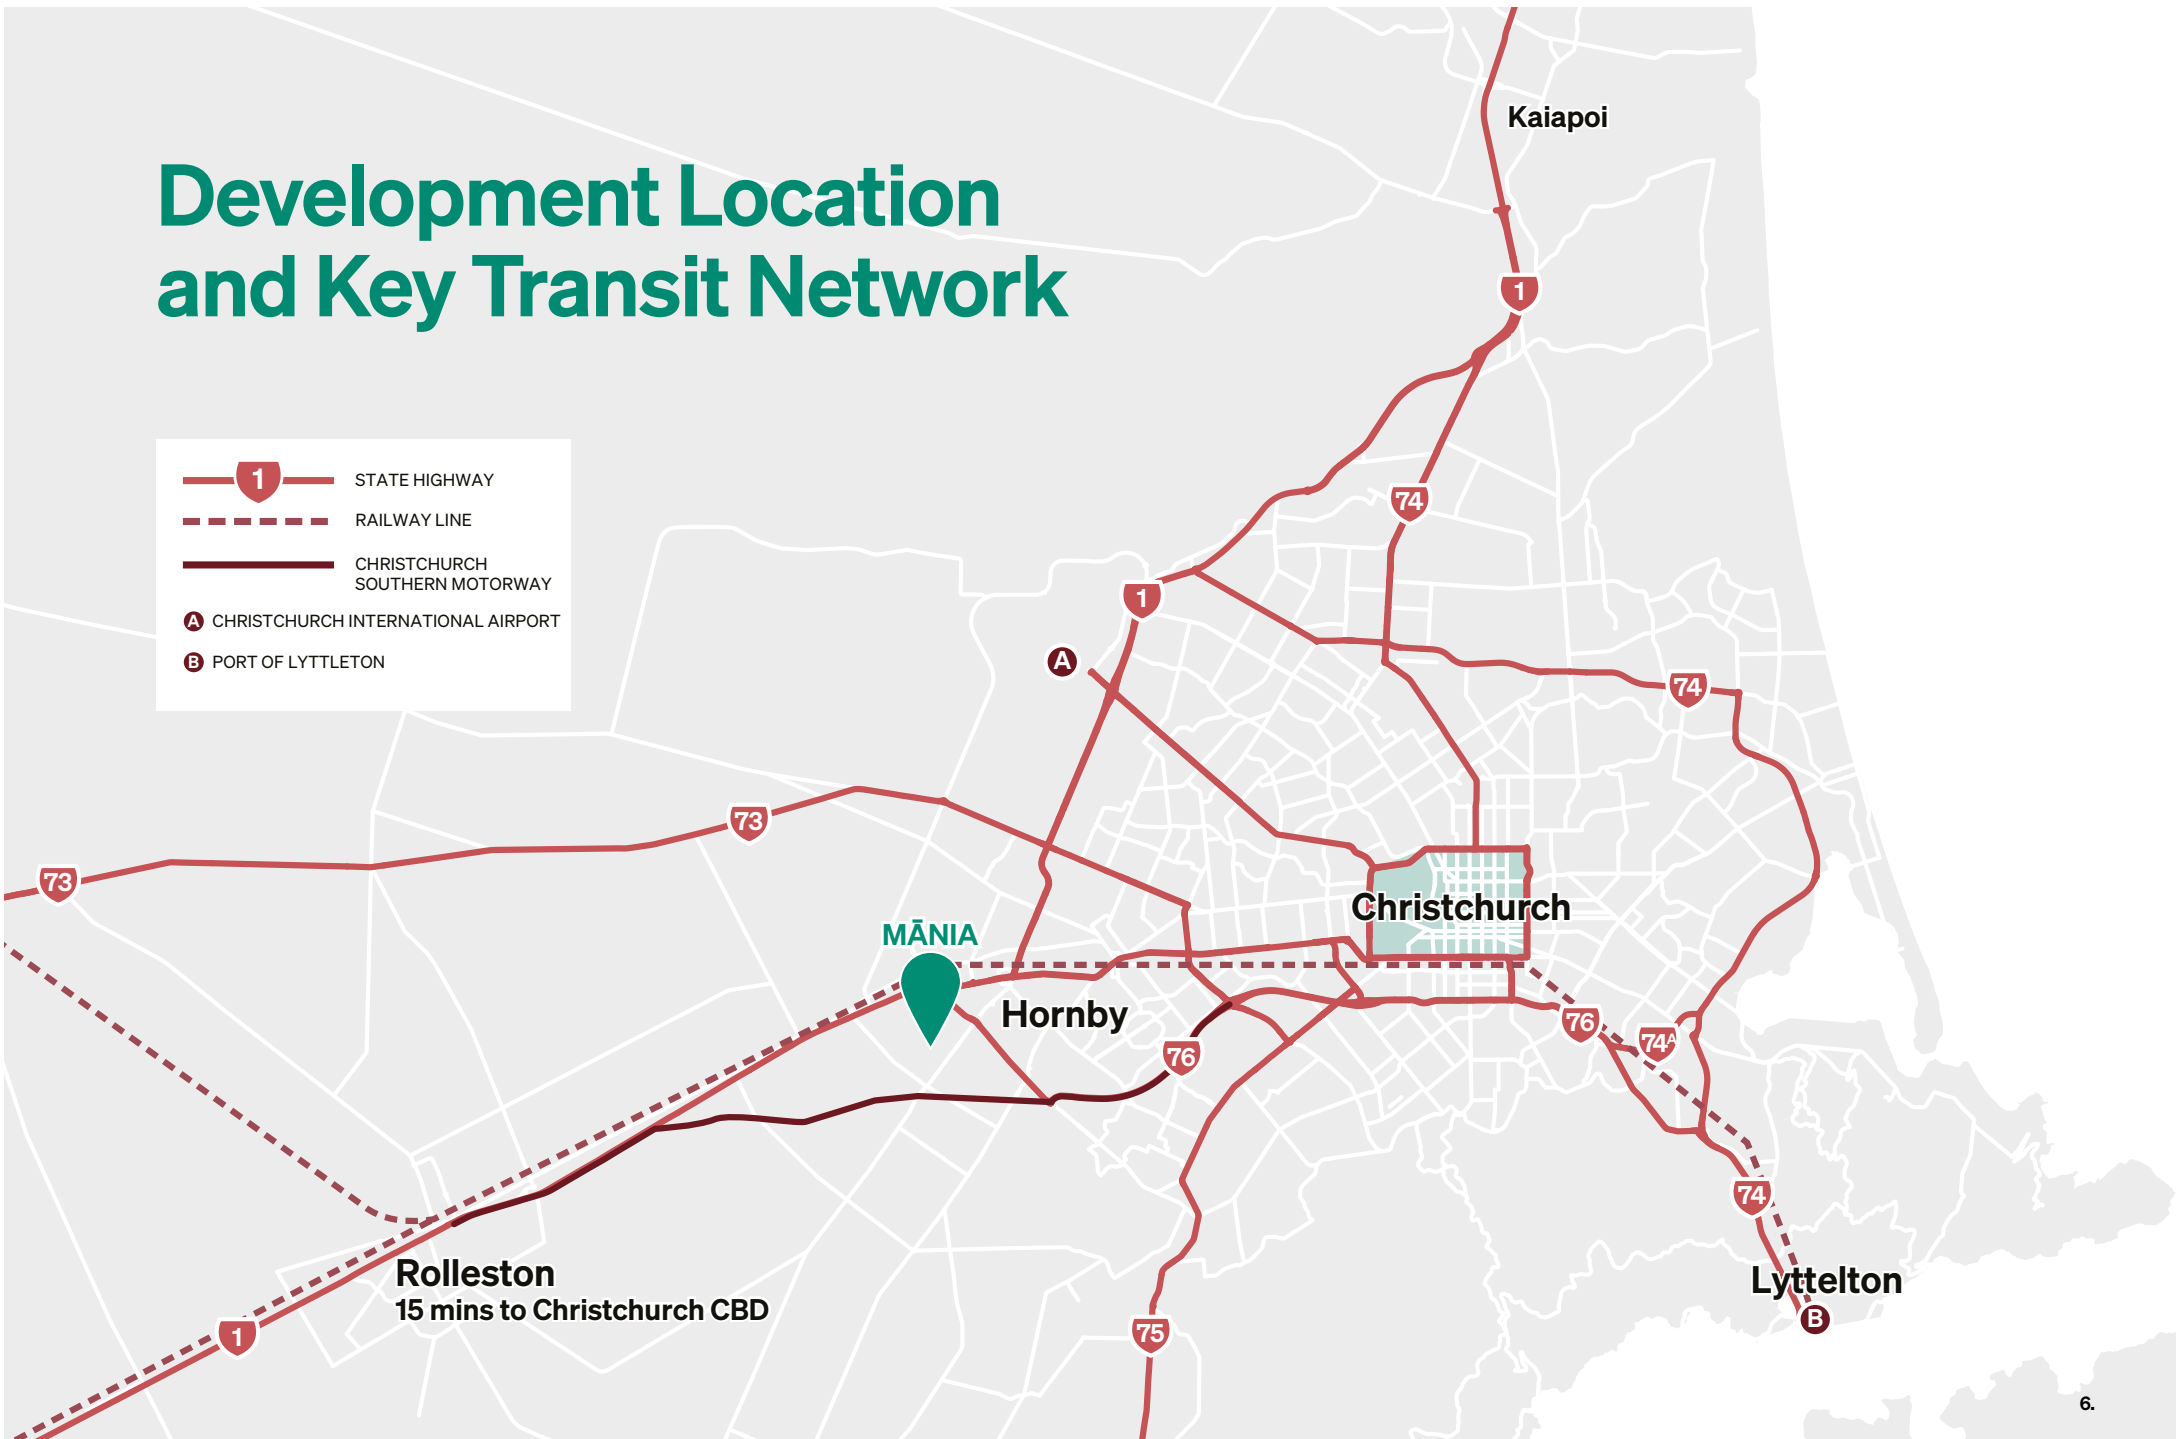 Development Location
and Key Transit Network
Kaiapoi
1
1
STATE HIGHWAY
RAILWAY LINE
CHRISTCHURCH
SOUTHERN MOTORWAY
A CHRISTCHURCH INTERNATIONAL AIRPORT
B PORT OF LYTTLETON
74
1
A
74
73
73
Christchurch
MĀNIA
Hornby
76
74A
76
74
Rolleston
15 mins to Christchurch CBD
Lyttelton
B
1
75
6.